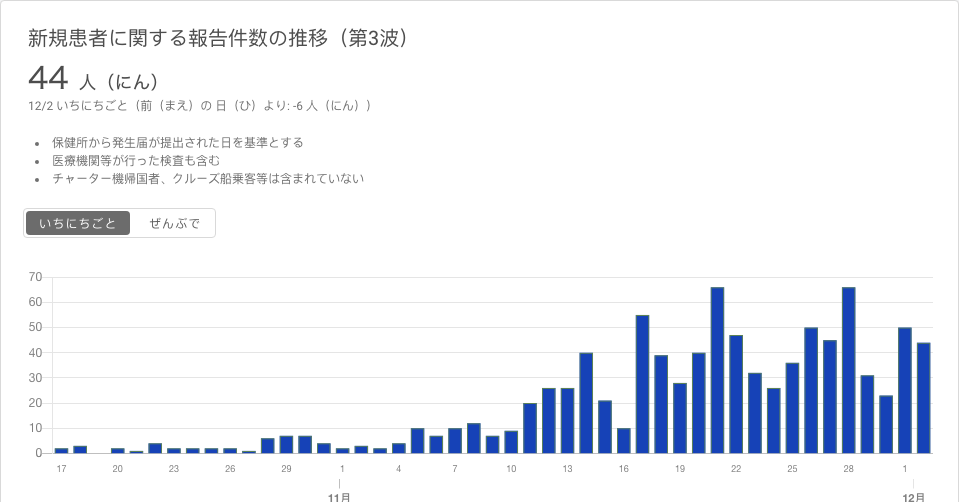 新規患者に関する報告件数の推移（第3波）
44 人（にん）
12/2 いちにちごと（前（まえ）の 日（ひ）より: -6 人（にん））
保健所から発生届が提出された日を基準とする
医療機関等が行った検査も含む
チャーター機帰国者、クルーズ船乗客等は含まれていない
いちにちごと ぜんぶで
70
60
50
40
30
20
10
0
17 20 23 26 29 1 4 7 10 13 16 19 22 25 28 1
11月 12月